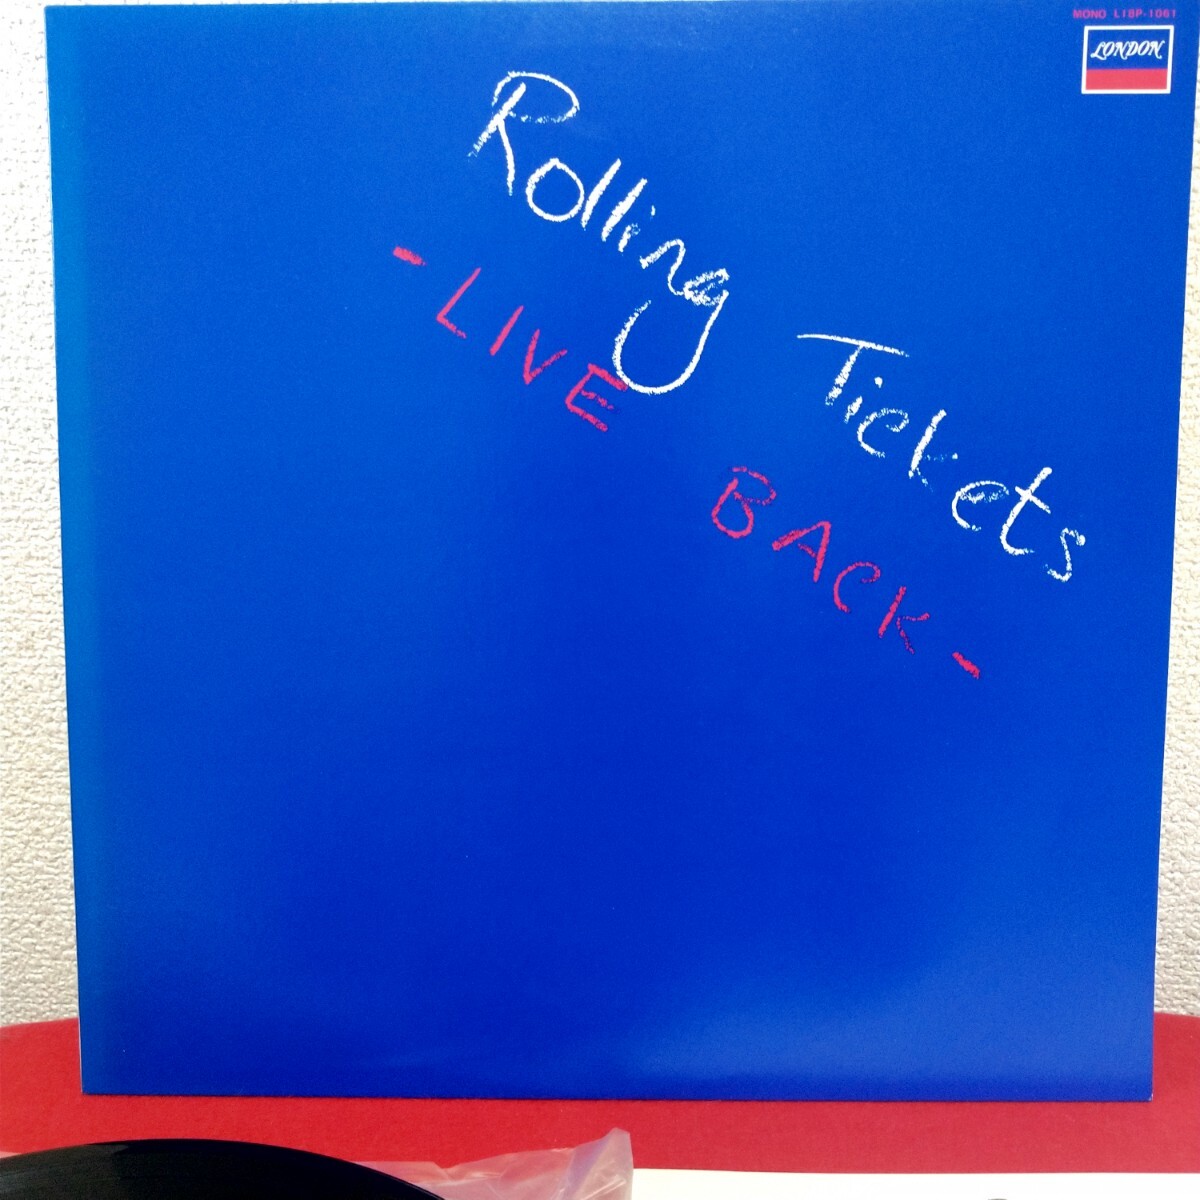 MONO L18P-1061
LONDON
Rolling Tickets
- LIVE BACK -